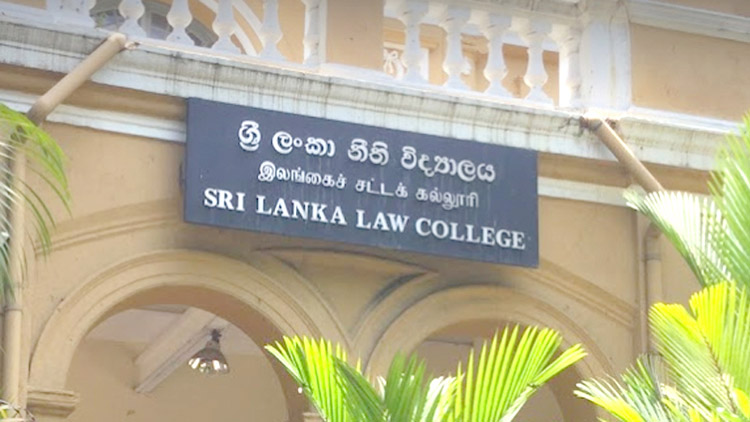 ශ්‍රී ලංකා නීති විද්‍යාලය
இலங்கைச் சட்டக் கல்லூரி
SRI LANKA LAW COLLEGE